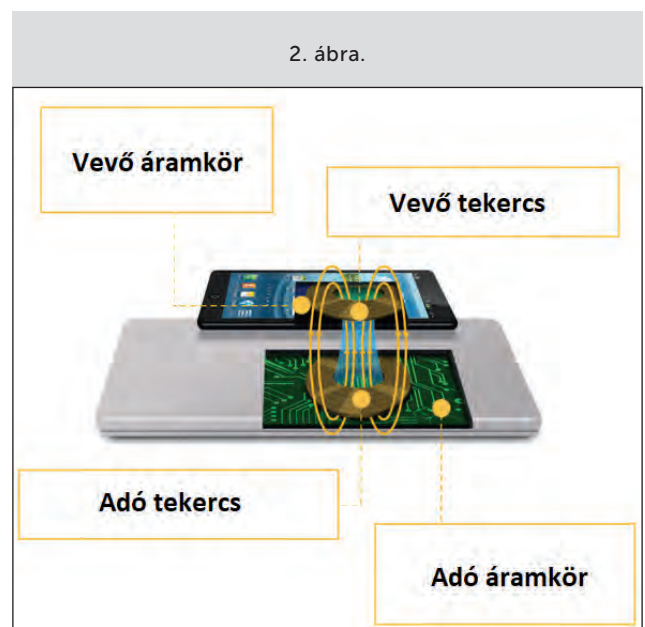 2. ábra.
Vevő áramkör
Vevő tekercs
Adó tekercs
Adó áramkör